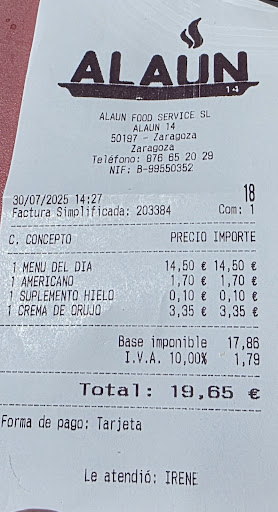 ALAUN
14
ALAUN FOOD SERVICE SL
ALAUN 14
50197 - Zaragoza
Zaragoza
Teléfono: 876 65 20 29
NIF: B-99550352
30/07/2025 14:27 18
Factura Simplificada: 203384 Com: 1
C. CONCEPTO PRECIO IMPORTE
1 MENU DEL DIA 14,50 € 14,50 €
1 AMERICANO 1,70 € 1,70 €
1 SUPLEMENTO HIELO 0,10 € 0,10 €
1 CREMA DE ORUJO 3,35 € 3,35 €
Base imponible 17,86
I.V.A. 10,00% 1,79
Total: 19,65 €
Forma de pago: Tarjeta
Le atendió: IRENE